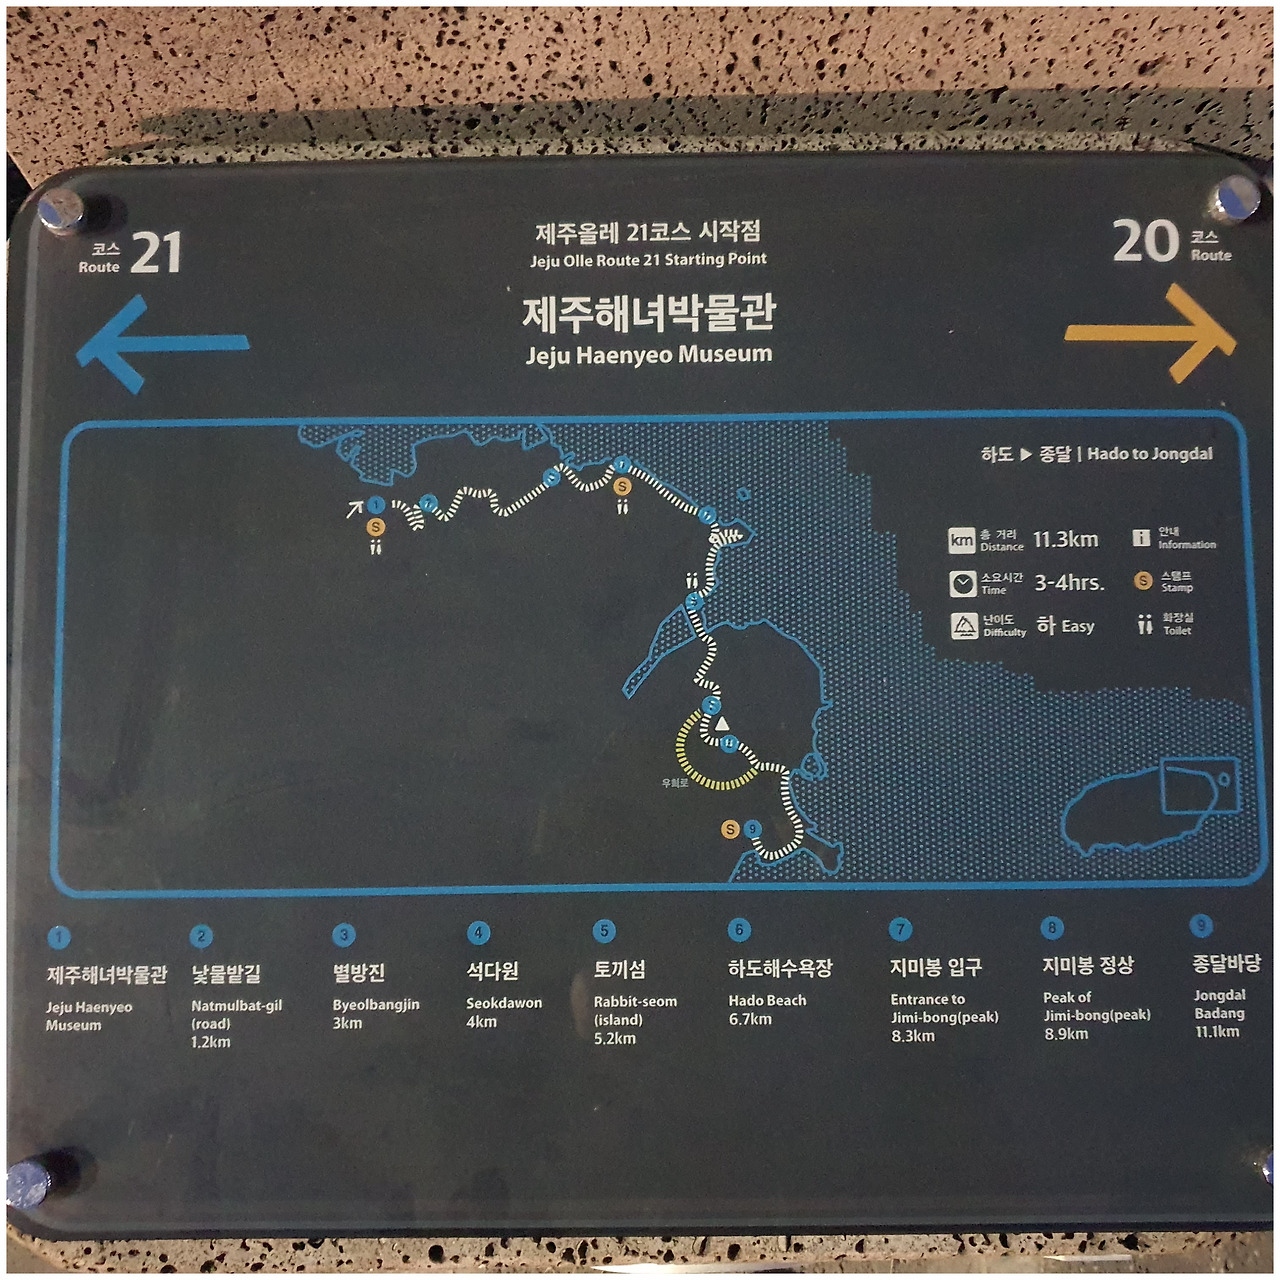 코스
Route 21
제주올레 21코스 시작점
Jeju Olle Route 21 Starting Point
20 코스
Route
제주해녀박물관
Jeju Haenyeo Museum
하도 ▶ 종달 | Hado to Jongdal
km 총 거리
Distance 11.3km
i 안내
Information
소요시간
Time 3-4hrs.
S 스탬프
Stamp
난이도
Difficulty 하 Easy
화장실
Toilet
1
S
S
우회로
S
9
1
제주해녀박물관
Jeju Haenyeo
Museum
2
낯물밭길
Natmulbat-gil
(road)
1.2km
3
별방진
Byeolbangjin
3km
4
석다원
Seokdawon
4km
5
토끼섬
Rabbit-seom
(island)
5.2km
6
하도해수욕장
Hado Beach
6.7km
7
지미봉 입구
Entrance to
Jimi-bong(peak)
8.3km
8
지미봉 정상
Peak of
Jimi-bong(peak)
8.9km
9
종달바당
Jongdal
Badang
11.1km